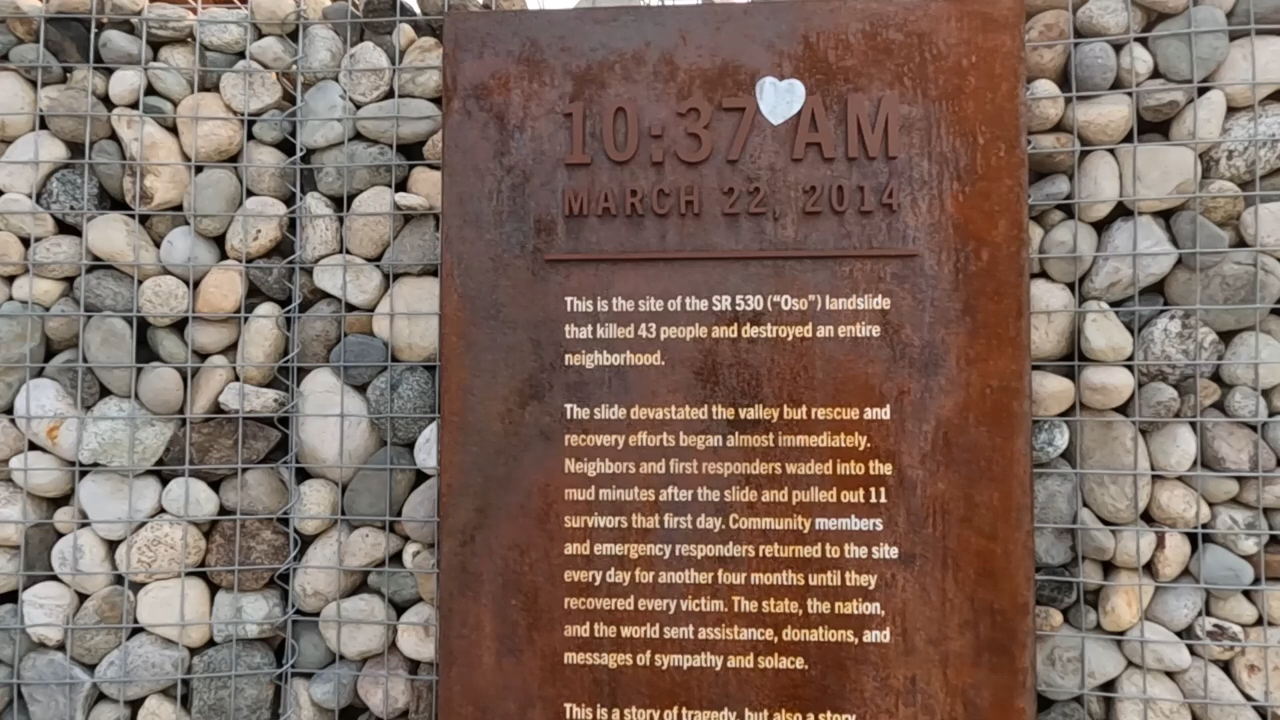 10:37 AM
MARCH 22, 2014
This is the site of the SR 530 (“Oso”) landslide
that killed 43 people and destroyed an entire
neighborhood.
The slide devastated the valley but rescue and
recovery efforts began almost immediately.
Neighbors and first responders waded into the
mud minutes after the slide and pulled out 11
survivors that first day. Community members
and emergency responders returned to the site
every day for another four months until they
recovered every victim. The state, the nation,
and the world sent assistance, donations, and
messages of sympathy and solace.
This is a story of tragedy, but also a story